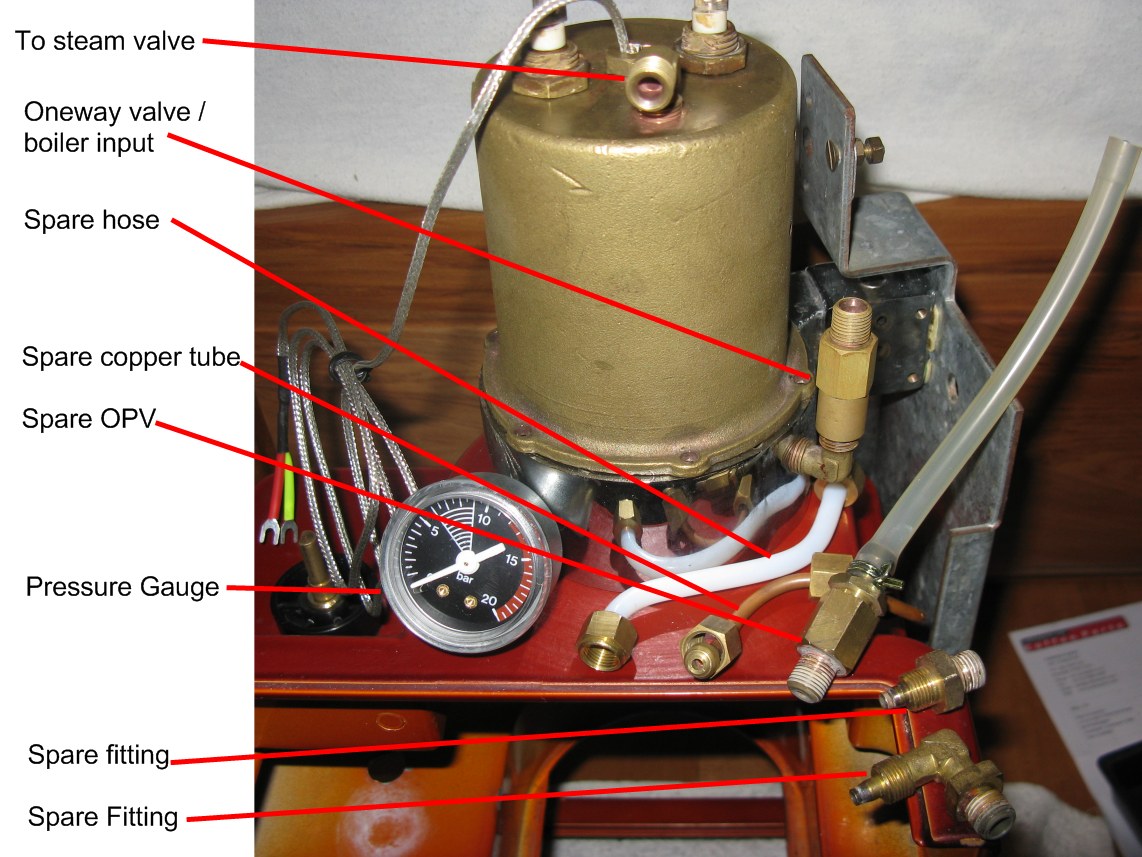 To steam valve
Oneway valve /
boiler input
Spare hose
Spare copper tube
Spare OPV
Pressure Gauge
Spare fitting
Spare Fitting
5
10
15
20
bar